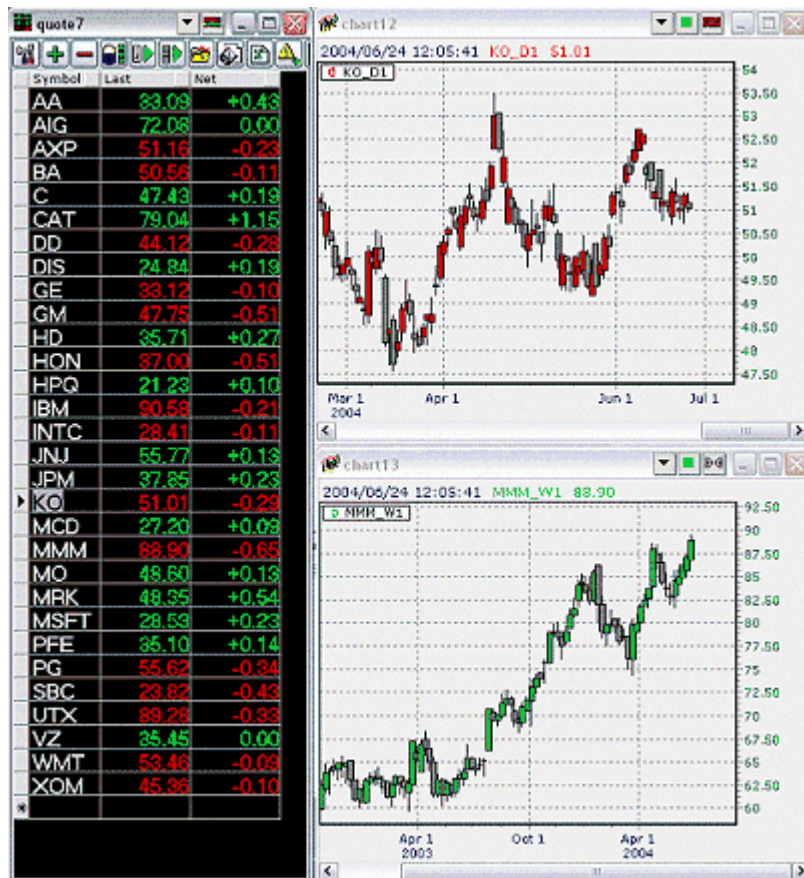 quote7
Symbol Last Net
AA 33.09 +0.43
AIG 72.08 0.00
AXP 51.16 -0.23
BA 50.56 -0.11
C 47.43 +0.19
CAT 79.04 +1.15
DD 44.12 -0.28
DIS 24.84 +0.19
GE 33.12 -0.10
GM 47.75 -0.51
HD 35.71 +0.27
HON 37.00 -0.51
HPQ 21.23 +0.10
IBM 90.58 -0.21
INTC 28.41 -0.11
JNJ 55.77 +0.13
JPM 37.85 +0.23
KO 51.01 -0.29
MCD 27.20 +0.09
MMM 88.90 -0.65
MO 48.60 +0.13
MRK 48.35 +0.54
MSFT 28.53 +0.23
PFE 35.10 +0.14
PG 55.62 -0.34
SBC 23.82 -0.43
UTX 89.28 -0.33
VZ 35.45 0.00
WMT 53.46 -0.09
XOM 45.36 -0.10
chart12
2004/06/24 12:05:41 KO_D1 51.01
KO_D1
54
53.50
53
52.50
52
51.50
51
50.50
50
49.50
49
48.50
48
47.50
Mar 1 Apr 1 Jun 1 Jul 1
2004
chart13
2004/06/24 12:05:41 MMM_W1 88.90
MMM_W1
92.50
90
87.50
85
82.50
80
77.50
75
72.50
70
67.50
65
62.50
60
Apr 1 Oct 1 Apr 1
2003 2004